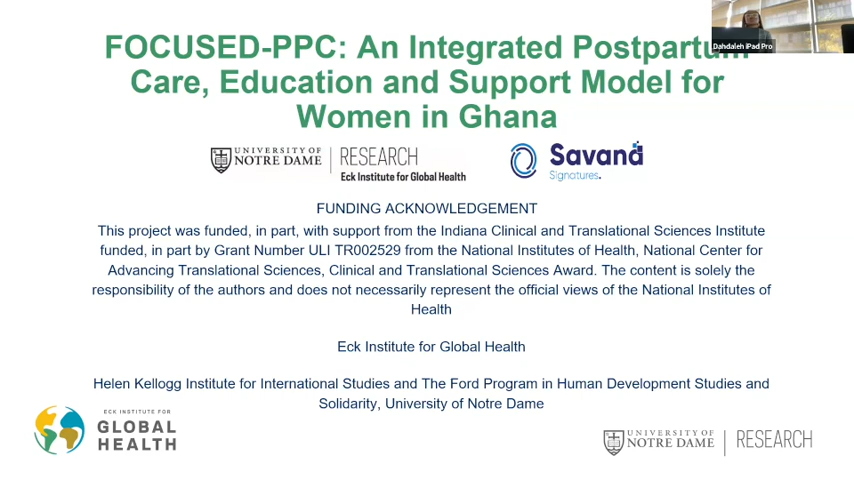 FOCUSED-PPC: An Integrated Postpartum
Care, Education and Support Model for
Women in Ghana
Dahdaleh iPad Pro
UNIVERSITY OF
NOTRE DAME
RESEARCH
Eck Institute for Global Health
Savana
Signatures.
FUNDING ACKNOWLEDGEMENT
This project was funded, in part, with support from the Indiana Clinical and Translational Sciences Institute
funded, in part by Grant Number ULI TR002529 from the National Institutes of Health, National Center for
Advancing Translational Sciences, Clinical and Translational Sciences Award. The content is solely the
responsibility of the authors and does not necessarily represent the official views of the National Institutes of
Health
Eck Institute for Global Health
Helen Kellogg Institute for International Studies and The Ford Program in Human Development Studies and
Solidarity, University of Notre Dame
ECK INSTITUTE FOR
GLOBAL
HEALTH
UNIVERSITY OF
NOTRE DAME
RESEARCH